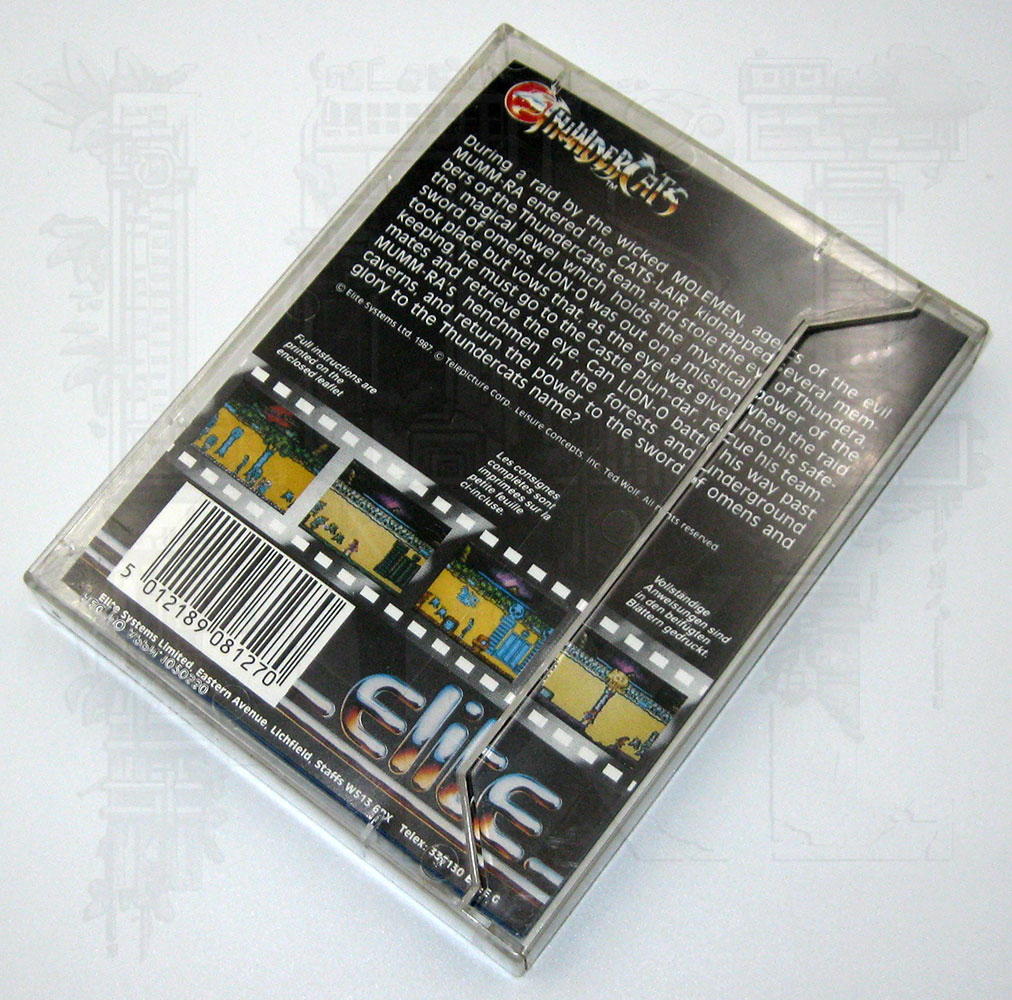 THUNDERCATS™
During a raid by the wicked MOLEMEN, agents of the evil
MUMM-RA entered the CATS LAIR, kidnapped several mem-
bers of the Thundercats team, and stole the eye of Thundera
the magical jewel which holds the mystical power of the
sword of omens. LION-O was out on a mission when the raid
took place but vows that, as the eye was given into his safe-
keeping, he must go to the Castle Plun-dar, rescue his team-
mates and retrieve the eye. Can LION-O battle his way past
MUMM-RA'S, henchmen, in the forests and underground
caverns, and return the power to the sword of omens and
glory to the Thundercats name?
© Elite Systems Ltd. 1987. © Telepicture Corp. Leisure Concepts, inc. Ted Wolf. All rights reserved
Full instructions are
printed on the
enclosed leaflet
Les consignes
complètes sont
imprimées sur la
petite feuille
ci-incluse.
Vollständige
Anweisungen sind
in den beifügten
Blättern gedruckt.
5 012189 081270
elite
Elite Systems Limited, Eastern Avenue, Lichfield, Staffs WS13 Telex: